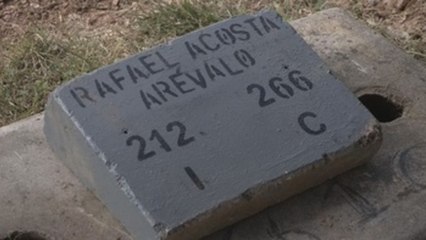 RAFAEL ACOSTA
ARÉVALO
212. 266
I C